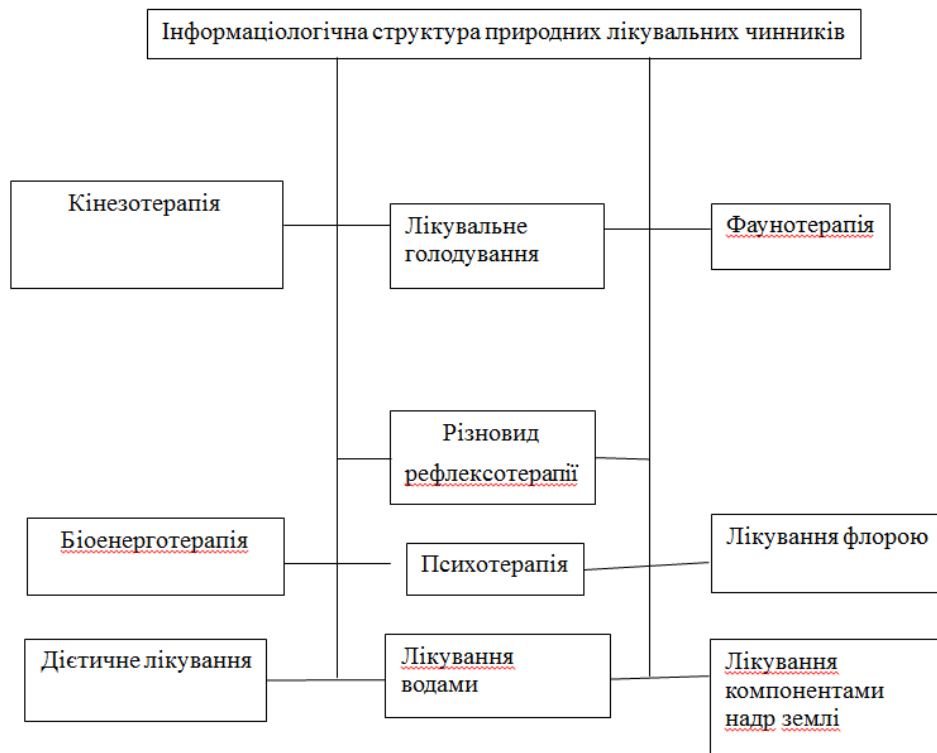 Інформаціологічна структура природних лікувальних чинників
Кінезотерапія
Лікувальне
голодування
Фаунотерапія
Різновид
рефлексотерапії
Біоенерготерапія
Психотерапія
Лікування флорою
Дієтичне лікування
Лікування
водами
Лікування
компонентами
надр землі